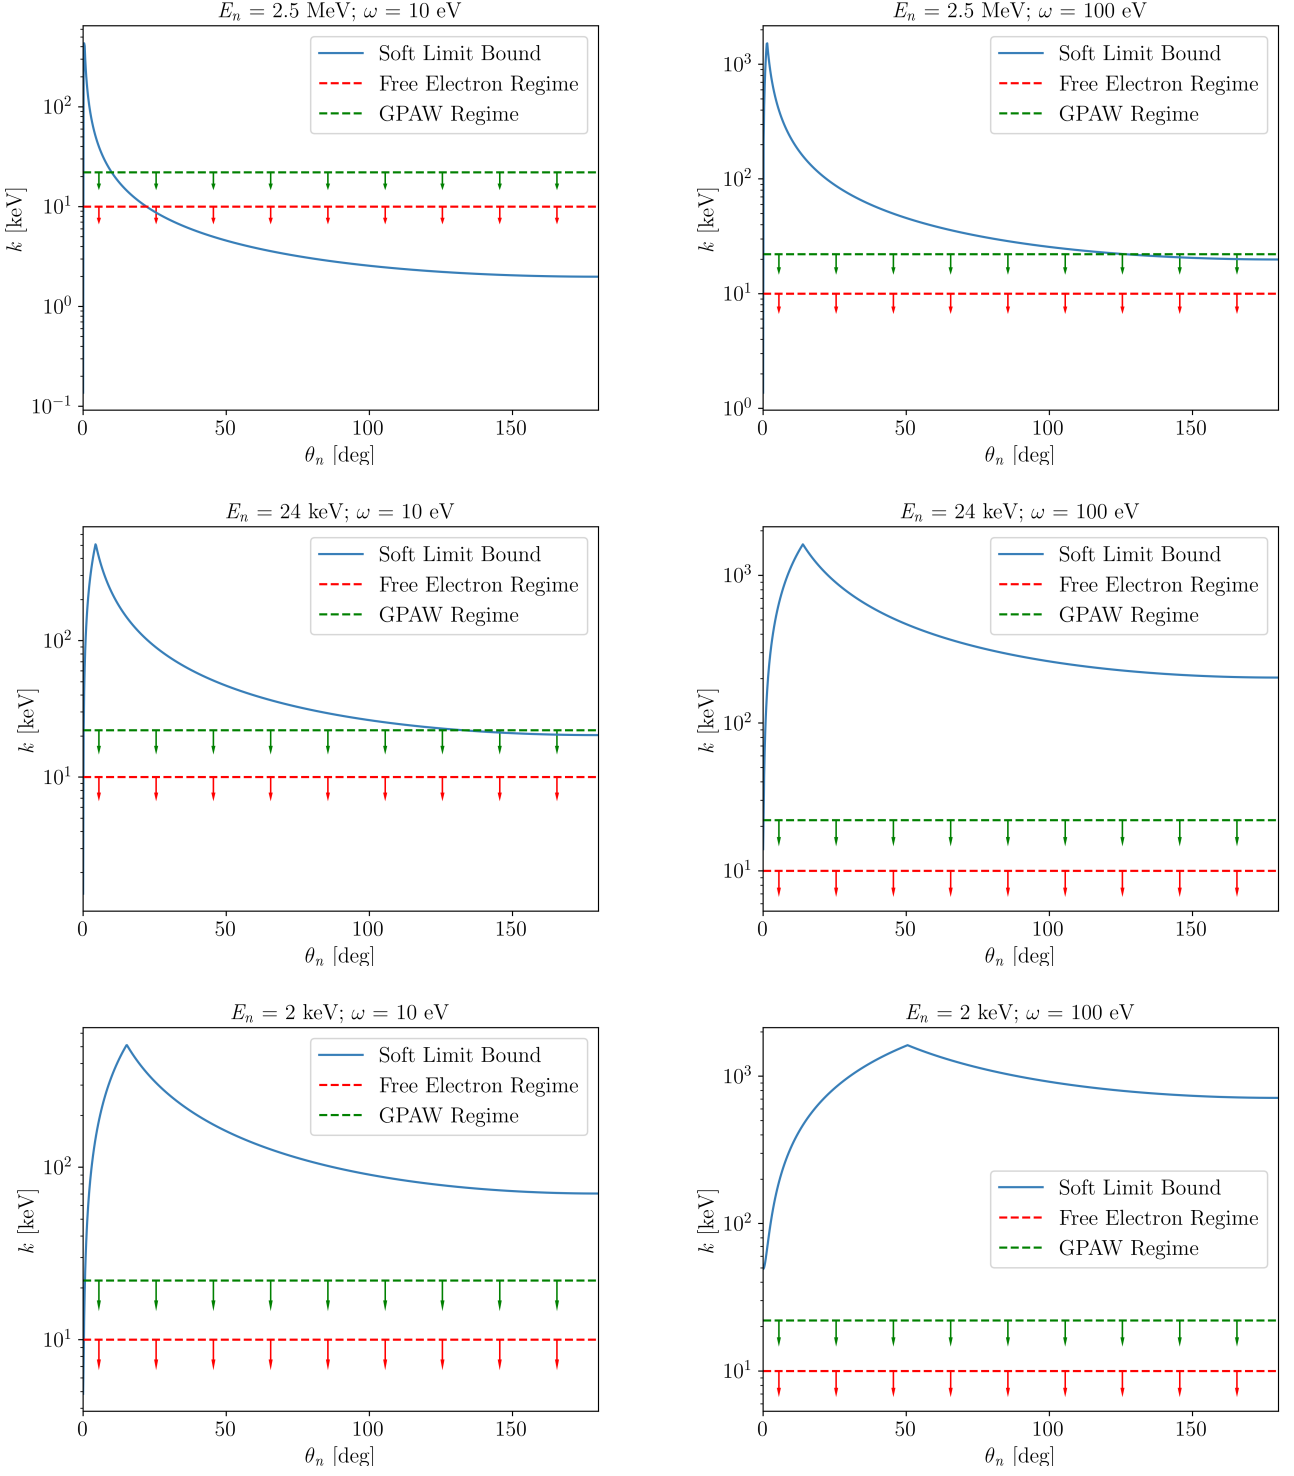 E_n = 2.5 MeV; ω = 10 eV
Soft Limit Bound
Free Electron Regime
GPAW Regime
k [keV]
10^2
10^1
10^0
10^−1
0 50 100 150
θ_n [deg]
E_n = 2.5 MeV; ω = 100 eV
Soft Limit Bound
Free Electron Regime
GPAW Regime
k [keV]
10^3
10^2
10^1
10^0
0 50 100 150
θ_n [deg]
E_n = 24 keV; ω = 10 eV
Soft Limit Bound
Free Electron Regime
GPAW Regime
k [keV]
10^2
10^1
0 50 100 150
θ_n [deg]
E_n = 24 keV; ω = 100 eV
Soft Limit Bound
Free Electron Regime
GPAW Regime
k [keV]
10^3
10^2
10^1
0 50 100 150
θ_n [deg]
E_n = 2 keV; ω = 10 eV
Soft Limit Bound
Free Electron Regime
GPAW Regime
k [keV]
10^2
10^1
0 50 100 150
θ_n [deg]
E_n = 2 keV; ω = 100 eV
Soft Limit Bound
Free Electron Regime
GPAW Regime
k [keV]
10^3
10^2
10^1
0 50 100 150
θ_n [deg]